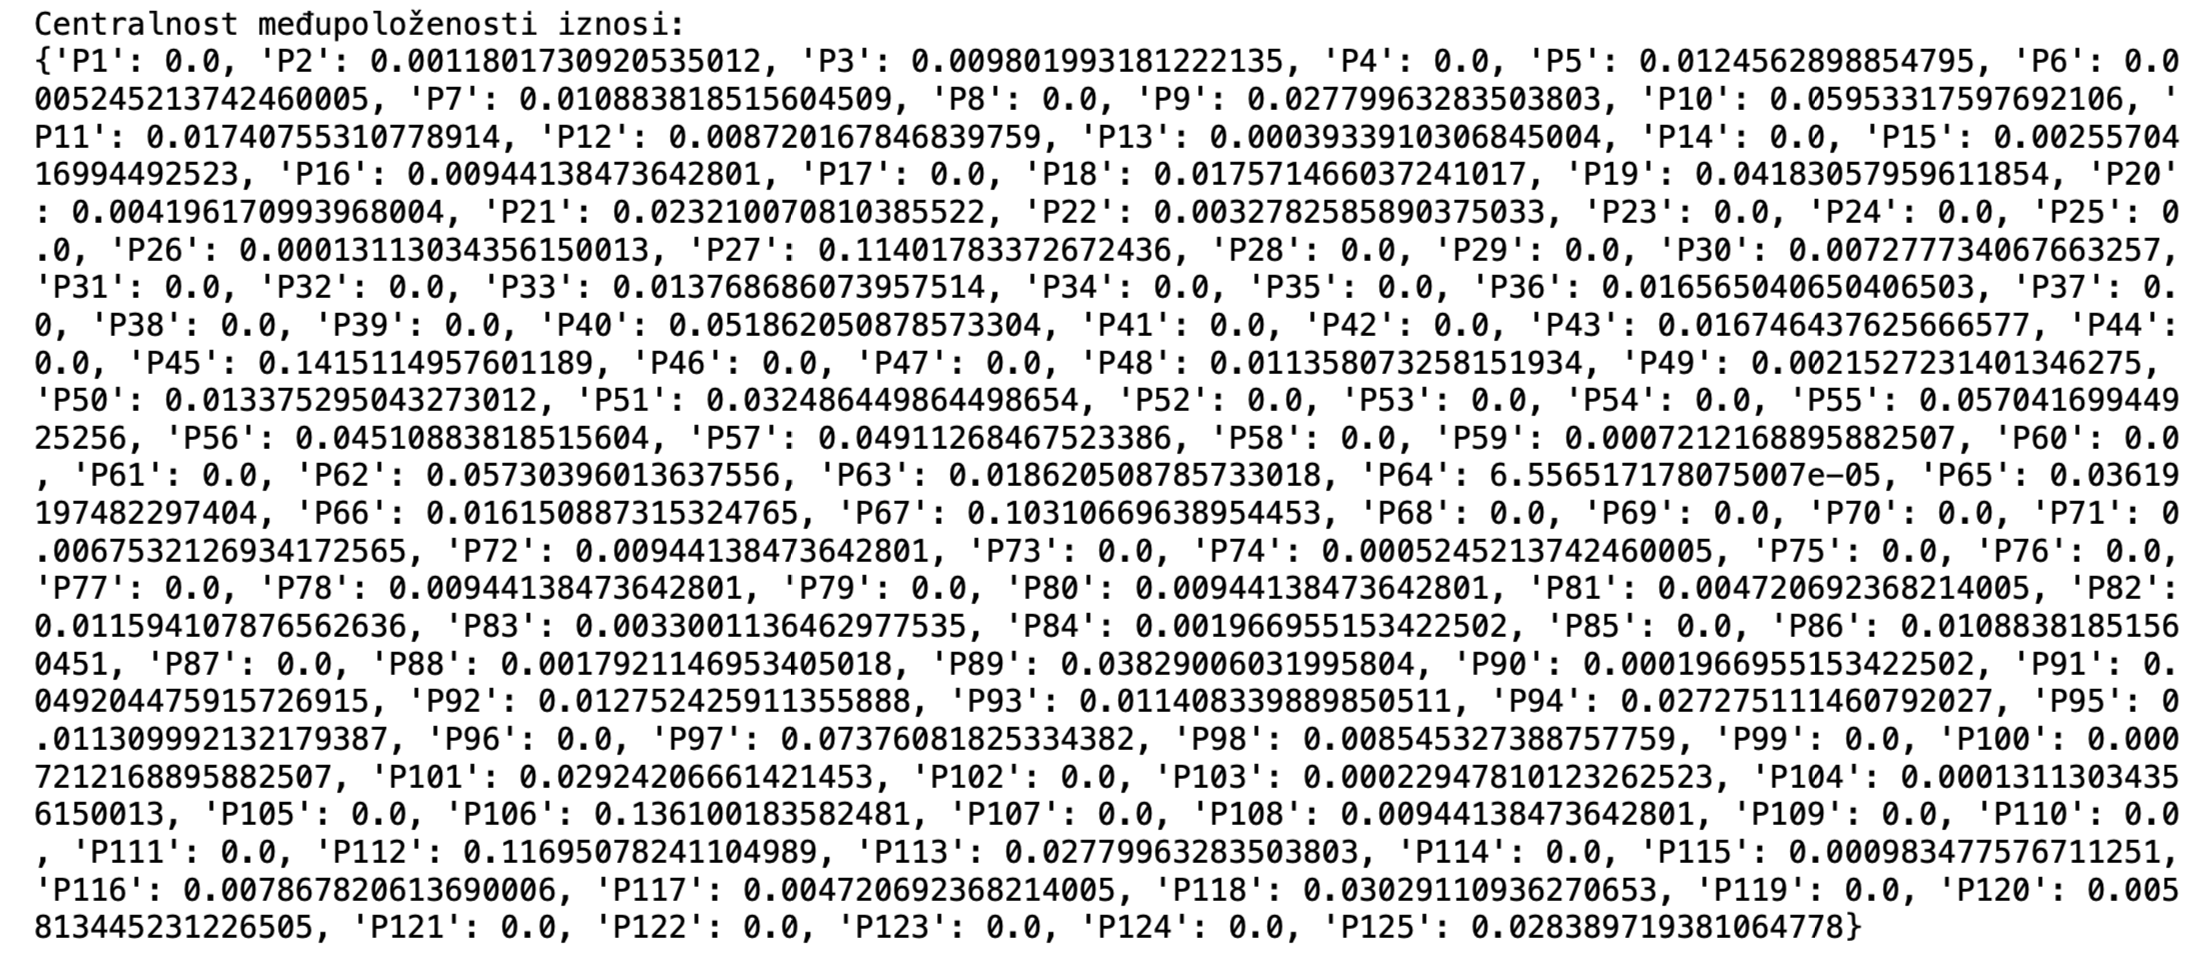 Centralnost međupoloženosti iznosi:
{'P1': 0.0, 'P2': 0.0011801730920535012, 'P3': 0.009801993181222135, 'P4': 0.0, 'P5': 0.0124562898854795, 'P6': 0.0
005245213742460005, 'P7': 0.010883818515604509, 'P8': 0.0, 'P9': 0.02779963283503803, 'P10': 0.05953317597692106, '
P11': 0.01740755310778914, 'P12': 0.008720167846839759, 'P13': 0.0003933910306845004, 'P14': 0.0, 'P15': 0.00255704
16994492523, 'P16': 0.00944138473642801, 'P17': 0.0, 'P18': 0.017571466037241017, 'P19': 0.04183057959611854, 'P20'
: 0.004196170993968004, 'P21': 0.023210070810385522, 'P22': 0.0032782585890375033, 'P23': 0.0, 'P24': 0.0, 'P25': 0
.0, 'P26': 0.00013113034356150013, 'P27': 0.11401783372672436, 'P28': 0.0, 'P29': 0.0, 'P30': 0.007277734067663257,
'P31': 0.0, 'P32': 0.0, 'P33': 0.013768686073957514, 'P34': 0.0, 'P35': 0.0, 'P36': 0.016565040650406503, 'P37': 0.
0, 'P38': 0.0, 'P39': 0.0, 'P40': 0.051862050878573304, 'P41': 0.0, 'P42': 0.0, 'P43': 0.016746437625666577, 'P44':
0.0, 'P45': 0.1415114957601189, 'P46': 0.0, 'P47': 0.0, 'P48': 0.011358073258151934, 'P49': 0.0021527231401346275,
'P50': 0.013375295043273012, 'P51': 0.032486449864498654, 'P52': 0.0, 'P53': 0.0, 'P54': 0.0, 'P55': 0.057041699449
25256, 'P56': 0.04510883818515604, 'P57': 0.04911268467523386, 'P58': 0.0, 'P59': 0.0007212168895882507, 'P60': 0.0
, 'P61': 0.0, 'P62': 0.05730396013637556, 'P63': 0.018620508785733018, 'P64': 6.556517178075007e-05, 'P65': 0.03619
197482297404, 'P66': 0.016150887315324765, 'P67': 0.10310669638954453, 'P68': 0.0, 'P69': 0.0, 'P70': 0.0, 'P71': 0
.0067532126934172565, 'P72': 0.00944138473642801, 'P73': 0.0, 'P74': 0.0005245213742460005, 'P75': 0.0, 'P76': 0.0,
'P77': 0.0, 'P78': 0.00944138473642801, 'P79': 0.0, 'P80': 0.00944138473642801, 'P81': 0.004720692368214005, 'P82':
0.011594107876562636, 'P83': 0.0033001136462977535, 'P84': 0.001966955153422502, 'P85': 0.0, 'P86': 0.0108838185156
0451, 'P87': 0.0, 'P88': 0.0017921146953405018, 'P89': 0.03829006031995804, 'P90': 0.0001966955153422502, 'P91': 0.
049204475915726915, 'P92': 0.012752425911355888, 'P93': 0.011408339889850511, 'P94': 0.027275111460792027, 'P95': 0
.011309992132179387, 'P96': 0.0, 'P97': 0.07376081825334382, 'P98': 0.008545327388757759, 'P99': 0.0, 'P100': 0.000
7212168895882507, 'P101': 0.02924206661421453, 'P102': 0.0, 'P103': 0.00022947810123262523, 'P104': 0.0001311303435
6150013, 'P105': 0.0, 'P106': 0.136100183582481, 'P107': 0.0, 'P108': 0.00944138473642801, 'P109': 0.0, 'P110': 0.0
, 'P111': 0.0, 'P112': 0.11695078241104989, 'P113': 0.02779963283503803, 'P114': 0.0, 'P115': 0.000983477576711251,
'P116': 0.007867820613690006, 'P117': 0.004720692368214005, 'P118': 0.03029110936270653, 'P119': 0.0, 'P120': 0.005
813445231226505, 'P121': 0.0, 'P122': 0.0, 'P123': 0.0, 'P124': 0.0, 'P125': 0.028389719381064778}